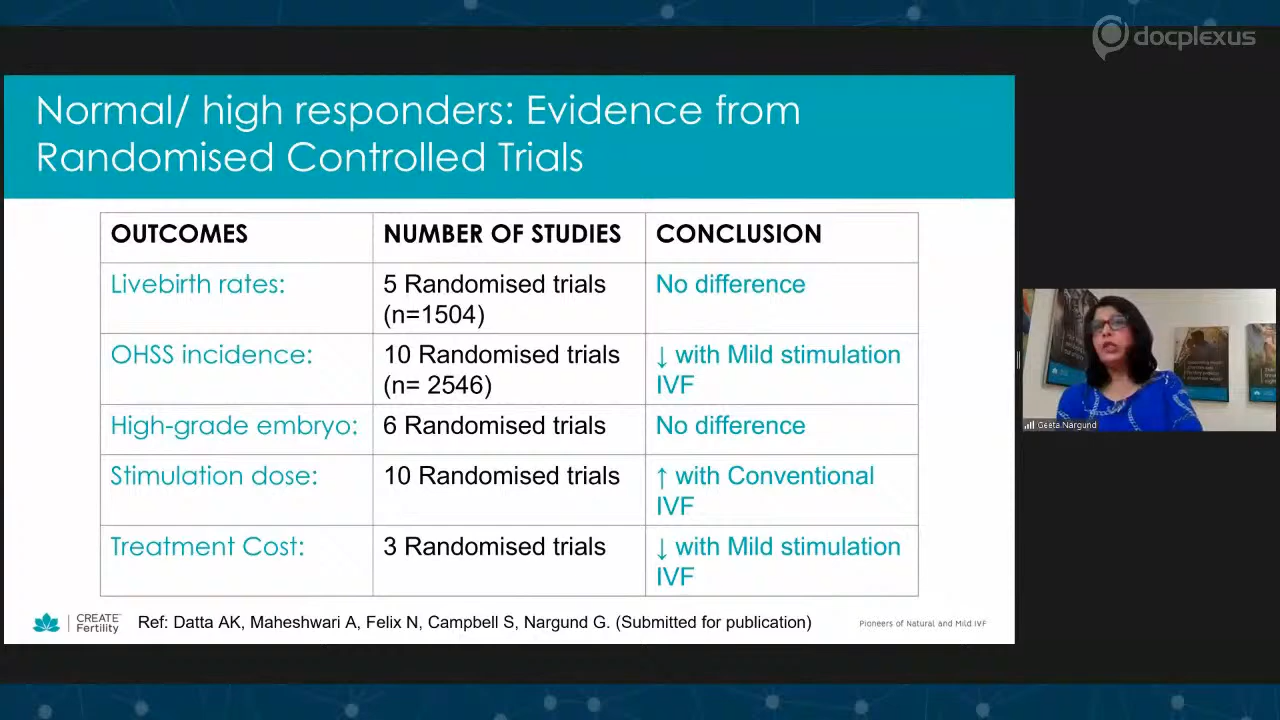 docplexus
Normal/ high responders: Evidence from
Randomised Controlled Trials
OUTCOMES NUMBER OF STUDIES CONCLUSION
Livebirth rates: 5 Randomised trials No difference
(n=1504)
OHSS incidence: 10 Randomised trials ↓ with Mild stimulation
(n= 2546) IVF
High-grade embryo: 6 Randomised trials No difference
Stimulation dose: 10 Randomised trials ↑ with Conventional
IVF
Treatment Cost: 3 Randomised trials ↓ with Mild stimulation
IVF
Geeta Nargund
CREATE
Fertility
Ref: Datta AK, Maheshwari A, Felix N, Campbell S, Nargund G. (Submitted for publication)
Pioneers of Natural and Mild IVF